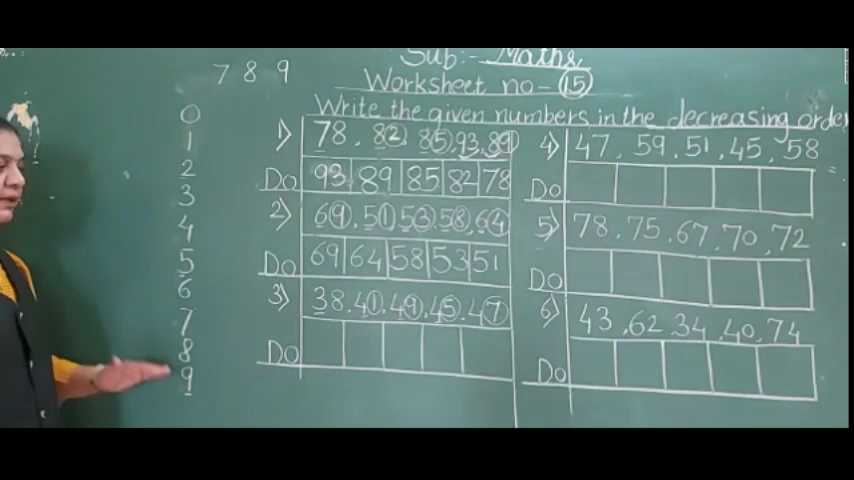 Sub:- Maths
7 8 9
Worksheet no-(15)
Write the given numbers in the decreasing order
0
1
2
3
4
5
6
7
8
9
1) 78, 82, 85, 93, 89
Do 93 89 85 82 78
2) 69, 51, 53, 58, 64
Do 69 64 58 53 51
3) 38, 41, 49, 45, 47
Do
4) 47, 59, 51, 45, 58
Do
5) 78, 75, 67, 70, 72
Do
6) 43, 62, 34, 40, 74
Do